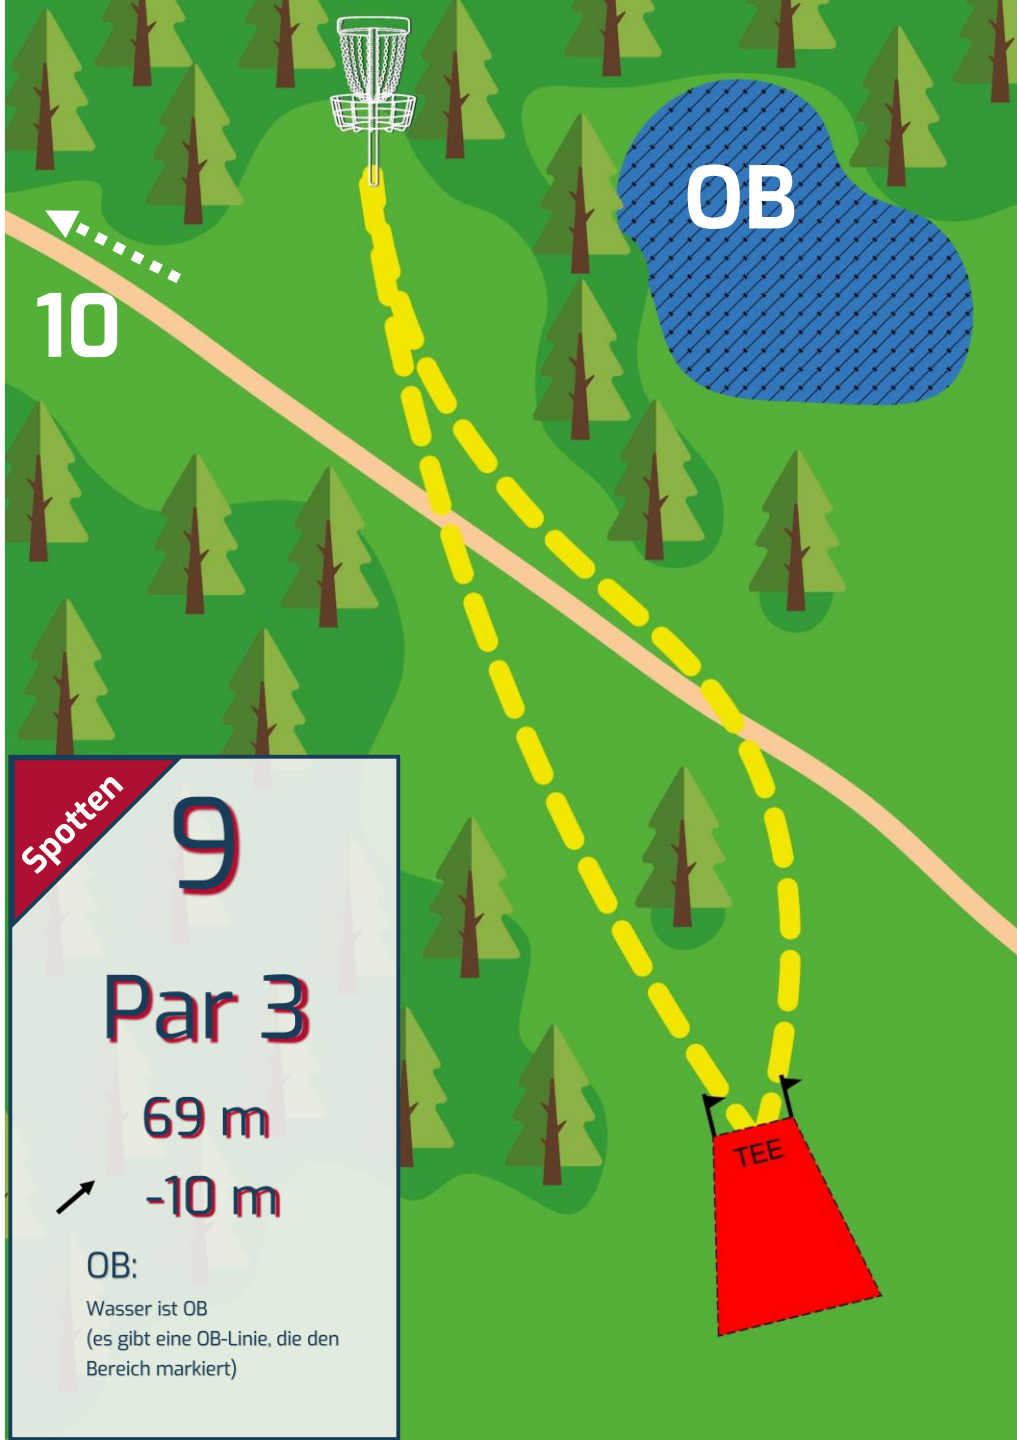 OB
10
Spotten
9
Par 3
69 m
-10 m
OB:
Wasser ist OB
(es gibt eine OB-Linie, die den
Bereich markiert)
TEE